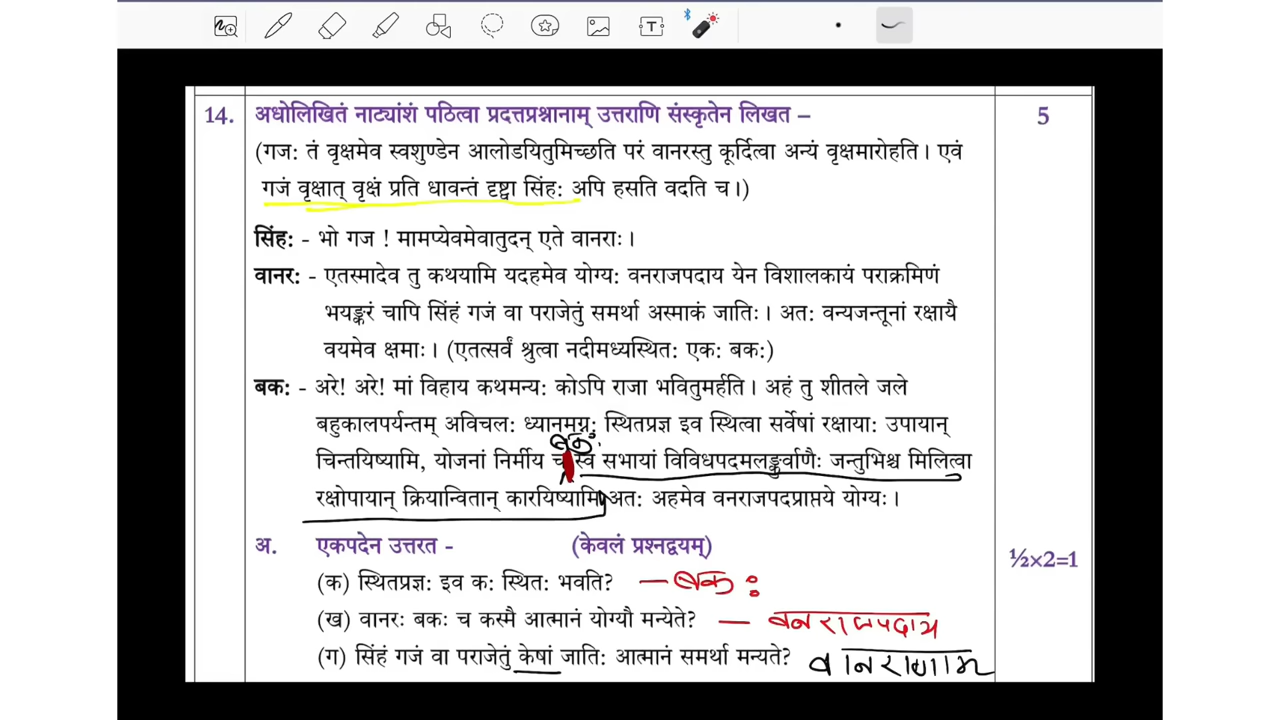 14. अधोलिखितं नाट्यांशं पठित्वा प्रदत्तप्रश्नानाम् उत्तराणि संस्कृतेन लिखत – 5
(गज: तं वृक्षमेव स्वशुण्डेन आलोडयितुमिच्छति परं वानरस्तु कूर्दित्वा अन्यं वृक्षमारोहति। एवं
गजं वृक्षात् वृक्षं प्रति धावन्तं दृष्ट्वा सिंह: अपि हसति वदति च।)
सिंह: - भो गज ! मामप्येवमेवातुदन् एते वानराः।
वानर: - एतस्मादेव तु कथयामि यदहमेव योग्य: वनराजपदाय येन विशालकायं पराक्रमिणं
भयङ्करं चापि सिंहं गजं वा पराजेतुं समर्था अस्माकं जातिः। अत: वन्यजन्तूनां रक्षायै
वयमेव क्षमाः। (एतत्सर्वं श्रुत्वा नदीमध्यस्थित: एक: बक:)
बक: - अरे! अरे! मां विहाय कथमन्य: कोऽपि राजा भवितुमर्हति। अहं तु शीतले जले
बहुकालपर्यन्तम् अविचल: ध्यानमग्न: स्थितप्रज्ञ इव स्थित्वा सर्वेषां रक्षाया: उपायान्
बक:
चिन्तयिष्यामि, योजनां निर्मीय च स्व सभायां विविधपदमलङ्कुर्वाणैः जन्तुभिश्च मिलित्वा
रक्षोपायान् क्रियान्वितान् कारयिष्यामि अत: अहमेव वनराजपदप्राप्तये योग्यः।
अ. एकपदेन उत्तरत - (केवलं प्रश्नद्वयम्) ½×2=1
(क) स्थितप्रज्ञ: इव क: स्थित: भवति? — बक:
(ख) वानरः बकः च कस्मै आत्मानं योग्यौ मन्येते? — वनराजपदाय
(ग) सिंहं गजं वा पराजेतुं केषां जाति: आत्मानं समर्था मन्यते? वानराणाम